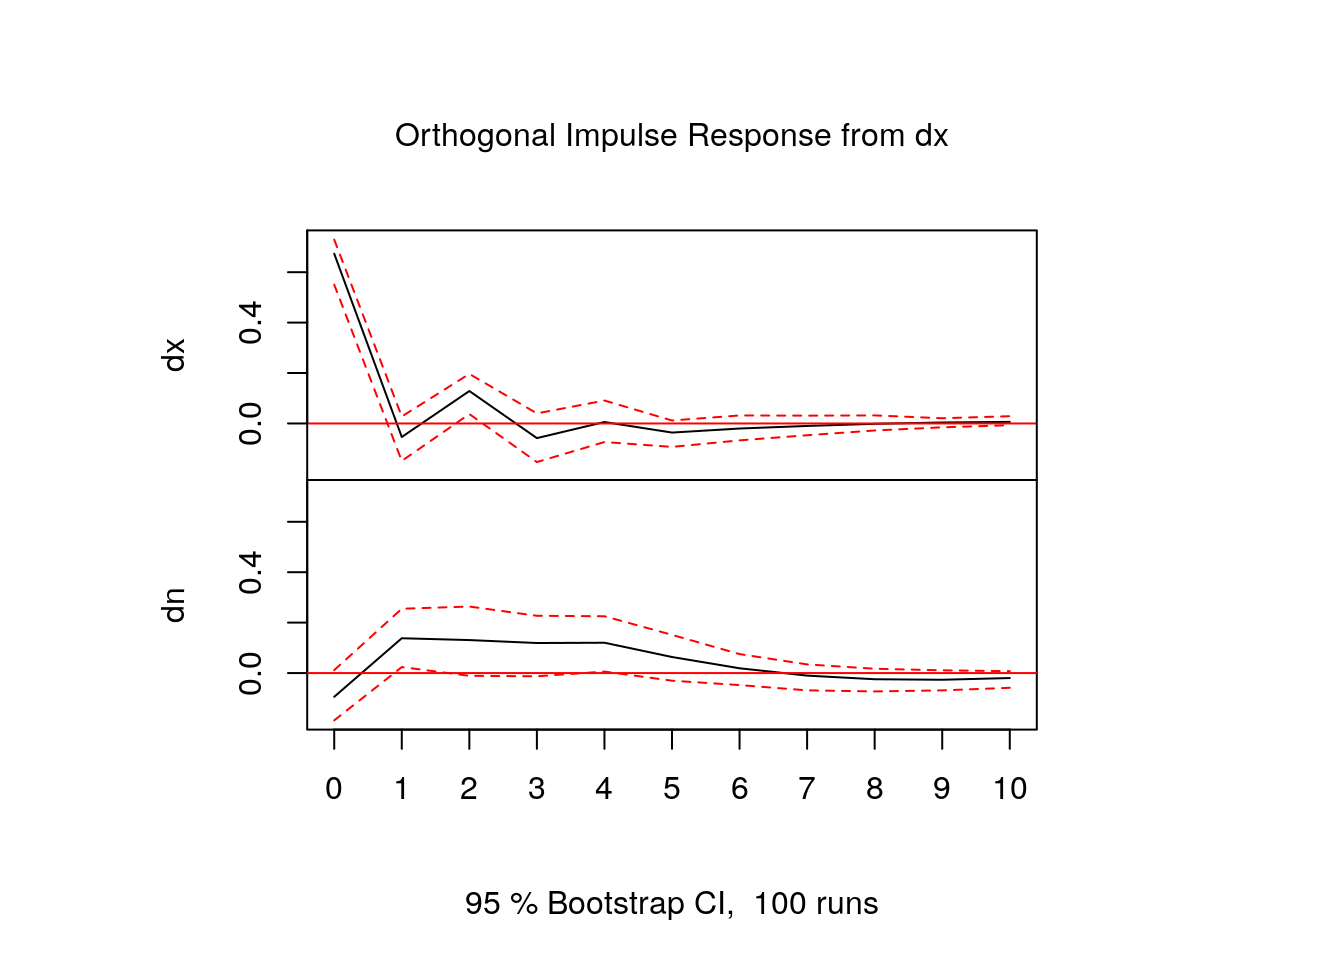 Orthogonal Impulse Response from dx
dx
0.4
0.0
dn
0.4
0.0
0 1 2 3 4 5 6 7 8 9 10
95 % Bootstrap CI,  100 runs